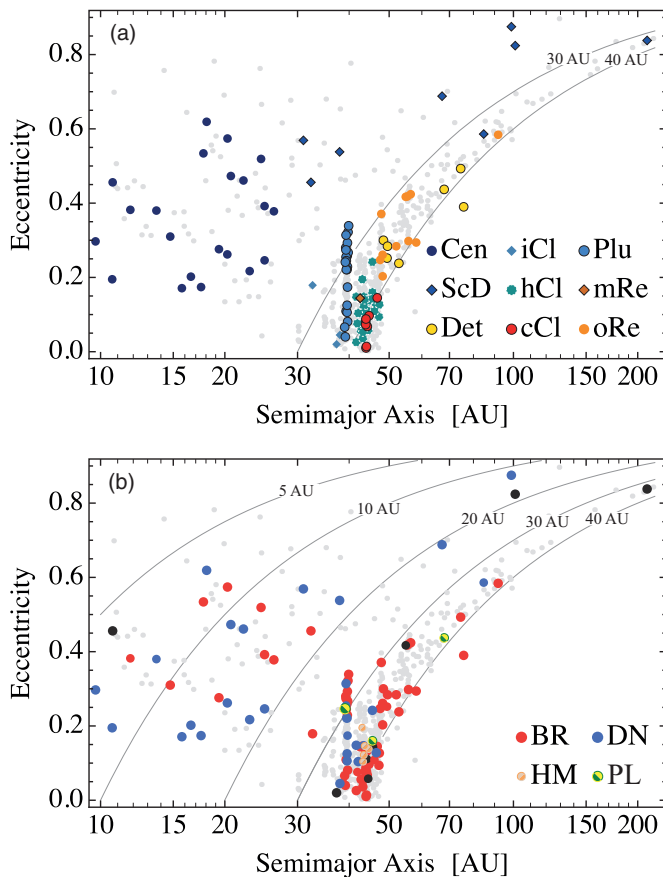 (a)
0.8
0.6
0.4
0.2
0.0
Eccentricity
30 AU
40 AU
Cen iCl Plu
ScD hCl mRe
Det cCl oRe
10 15 20 30 50 70 100 150 200
Semimajor Axis [AU]
(b)
0.8
0.6
0.4
0.2
0.0
Eccentricity
5 AU
10 AU
20 AU
30 AU
40 AU
BR DN
HM PL
10 15 20 30 50 70 100 150 200
Semimajor Axis [AU]